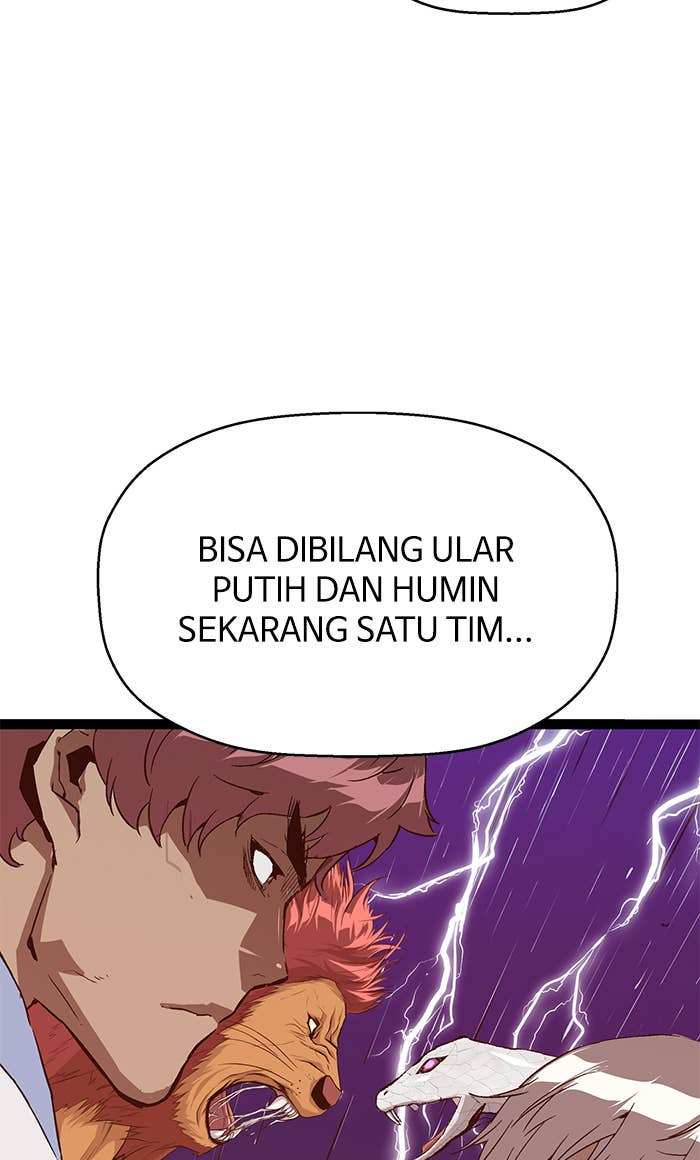 BISA DIBILANG ULAR
PUTIH DAN HUMIN
SEKARANG SATU TIM...